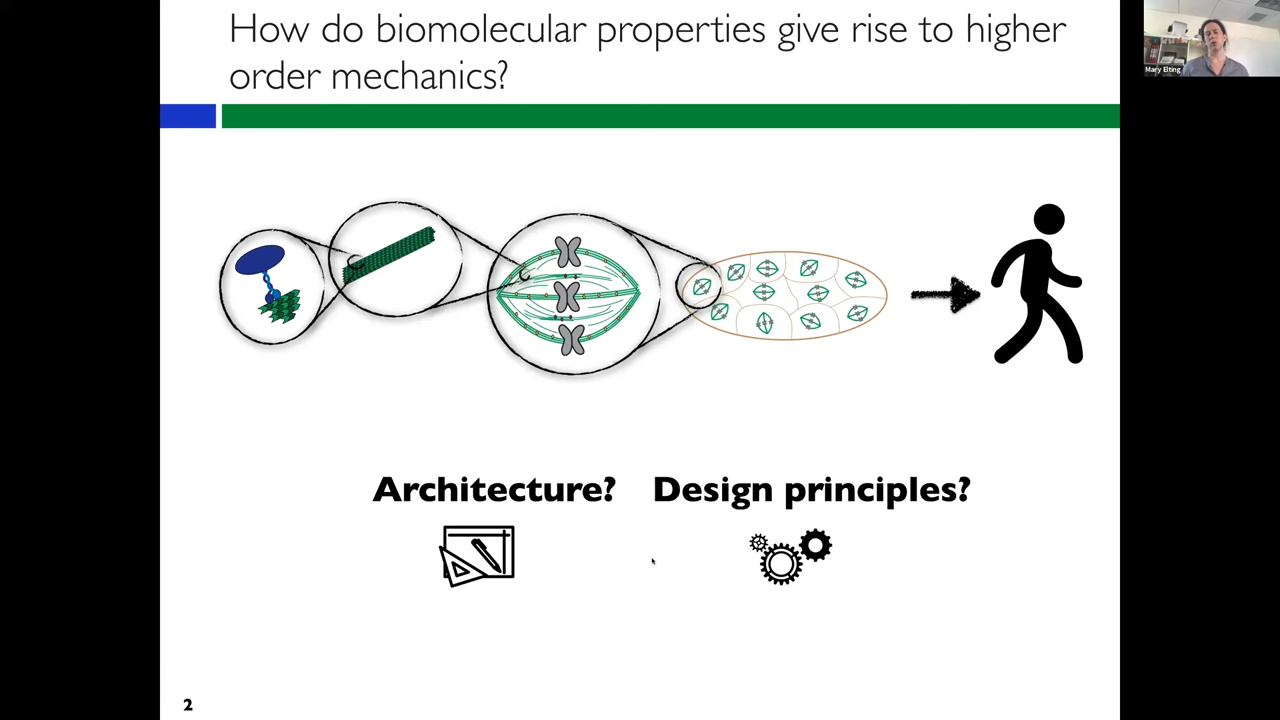 How do biomolecular properties give rise to higher
order mechanics?
Mary Elting
Architecture? Design principles?
2